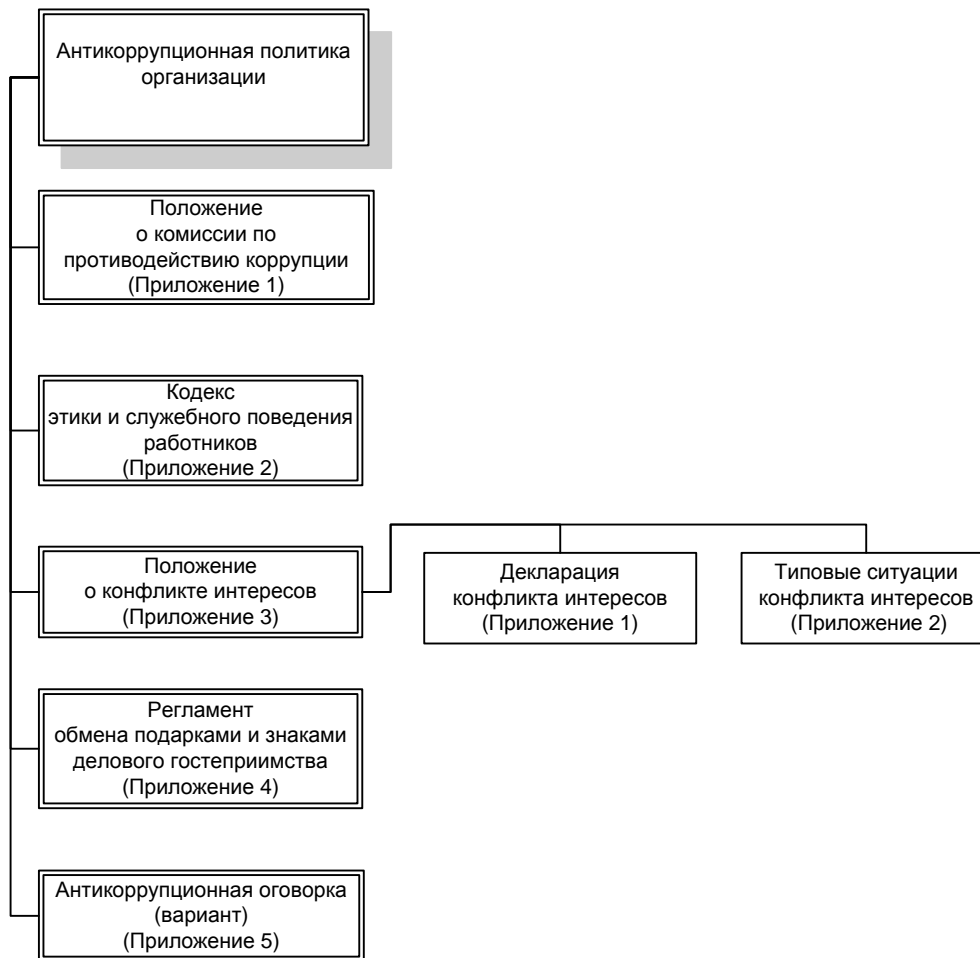 Антикоррупционная политика
организации
Положение
о комиссии по
противодействию коррупции
(Приложение 1)
Кодекс
этики и служебного поведения
работников
(Приложение 2)
Положение
о конфликте интересов
(Приложение 3)
Декларация
конфликта интересов
(Приложение 1)
Типовые ситуации
конфликта интересов
(Приложение 2)
Регламент
обмена подарками и знаками
делового гостеприимства
(Приложение 4)
Антикоррупционная оговорка
(вариант)
(Приложение 5)